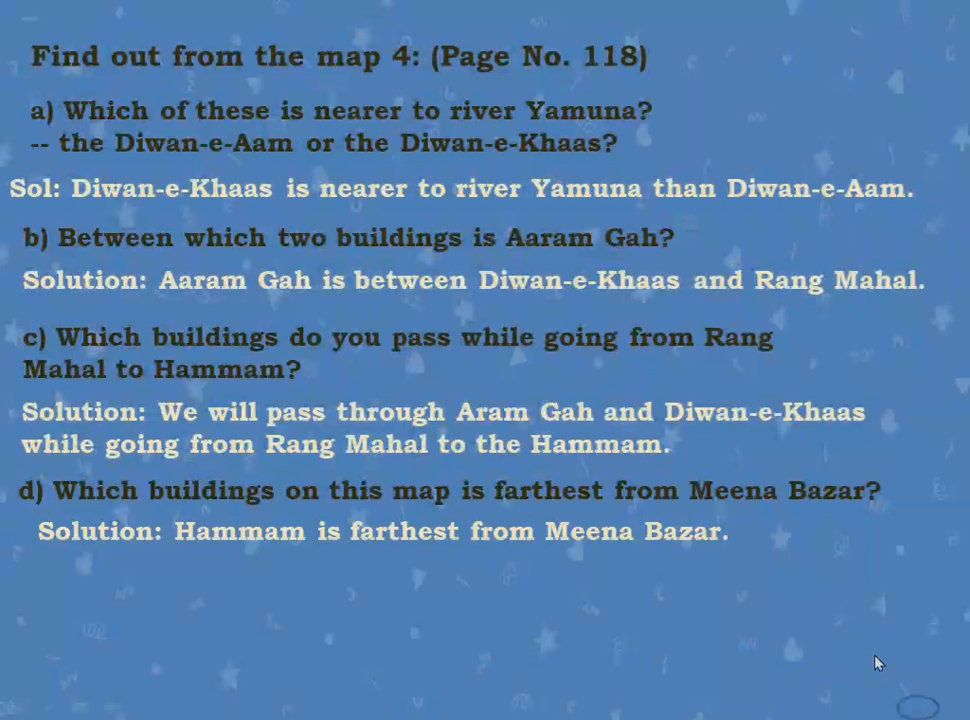 Find out from the map 4: (Page No. 118)
a) Which of these is nearer to river Yamuna?
-- the Diwan-e-Aam or the Diwan-e-Khaas?
Sol: Diwan-e-Khaas is nearer to river Yamuna than Diwan-e-Aam.
b) Between which two buildings is Aaram Gah?
Solution: Aaram Gah is between Diwan-e-Khaas and Rang Mahal.
c) Which buildings do you pass while going from Rang
Mahal to Hammam?
Solution: We will pass through Aram Gah and Diwan-e-Khaas
while going from Rang Mahal to the Hammam.
d) Which buildings on this map is farthest from Meena Bazar?
Solution: Hammam is farthest from Meena Bazar.